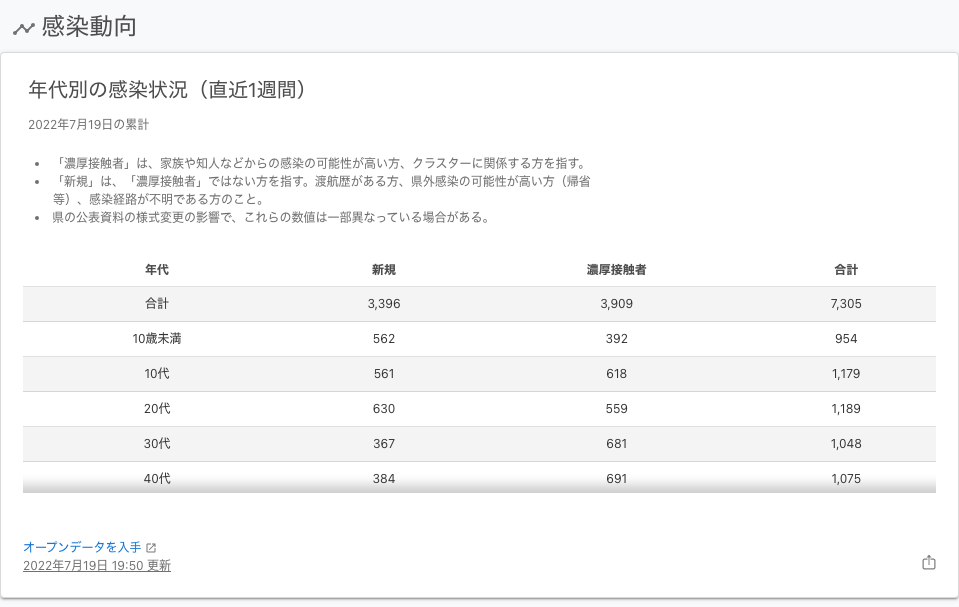 感染動向
年代別の感染状況（直近1週間）
2022年7月19日の累計
• 「濃厚接触者」は、家族や知人などからの感染の可能性が高い方、クラスターに関係する方を指す。
• 「新規」は、「濃厚接触者」ではない方を指す。渡航歴がある方、県外感染の可能性が高い方（帰省
等）、感染経路が不明である方のこと。
• 県の公表資料の様式変更の影響で、これらの数値は一部異なっている場合がある。
年代 新規 濃厚接触者 合計
合計 3,396 3,909 7,305
10歳未満 562 392 954
10代 561 618 1,179
20代 630 559 1,189
30代 367 681 1,048
40代 384 691 1,075
オープンデータを入手
2022年7月19日 19:50 更新